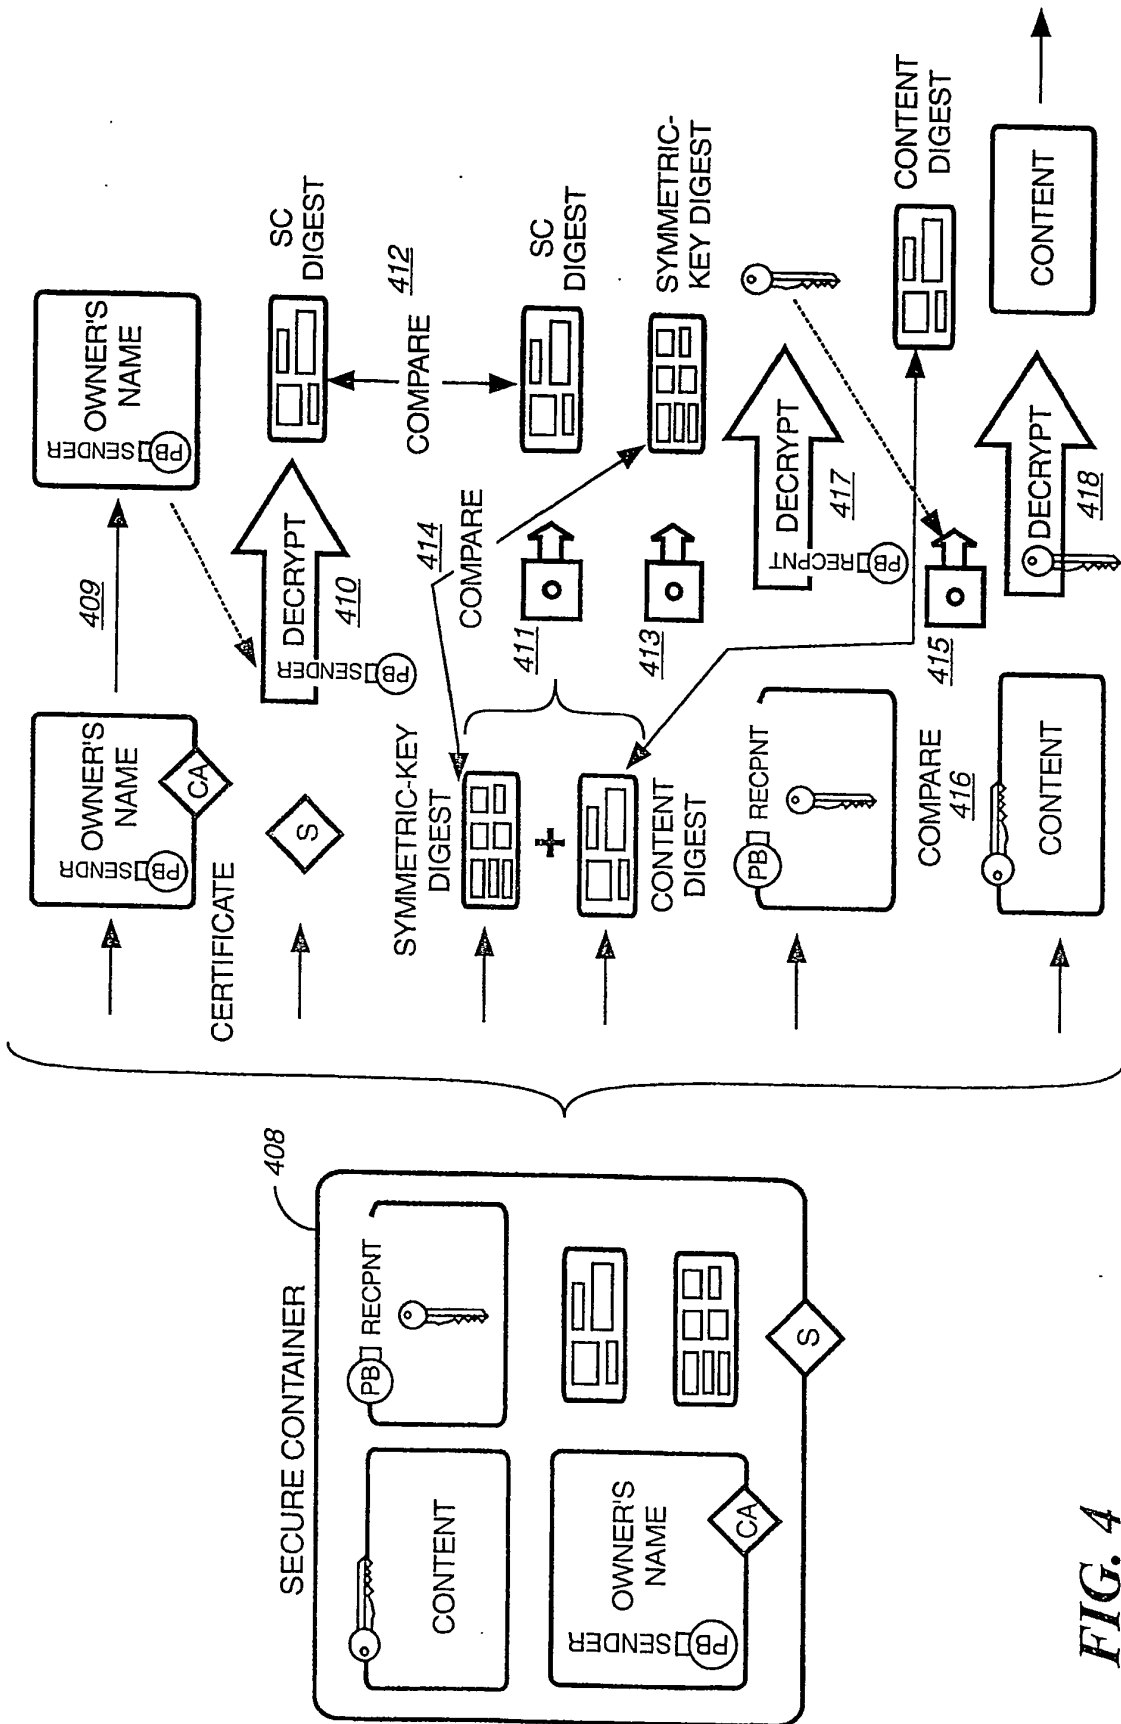 SECURE CONTAINER
408
CONTENT
PB
RECPNT
PB
SENDER
OWNER'S
NAME
CA
S
PB
SENDR
OWNER'S
NAME
CA
CERTIFICATE
409
PB
SENDER
OWNER'S
NAME
S
PB
SENDER
DECRYPT
410
SC
DIGEST
COMPARE
412
SYMMETRIC-KEY
DIGEST
+
CONTENT
DIGEST
414
COMPARE
411
413
SC
DIGEST
SYMMETRIC-
KEY DIGEST
PB
RECPNT
PB
RECPNT
DECRYPT
417
COMPARE
416
415
CONTENT
DIGEST
CONTENT
DECRYPT
418
CONTENT
FIG. 4